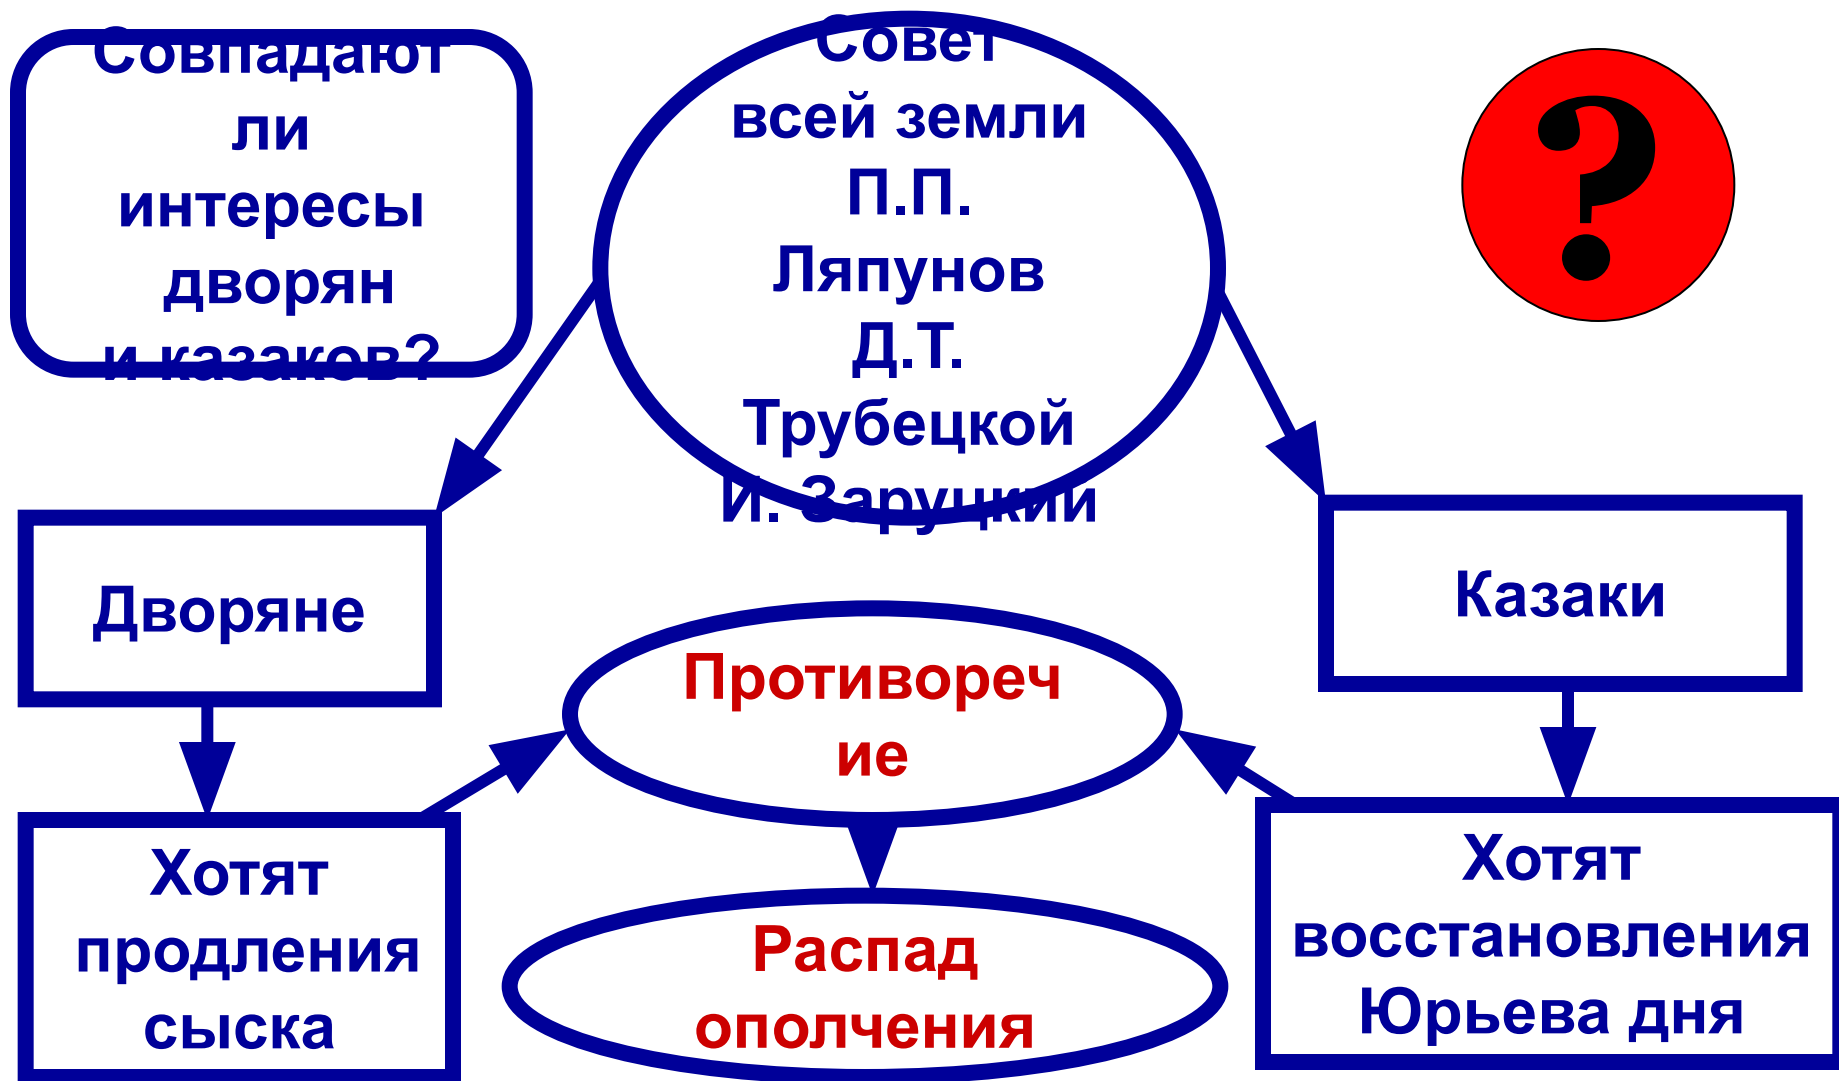 Совпадают
ли
интересы
дворян
и казаков?
Совет
всей земли
П.П.
Ляпунов
Д.Т.
Трубецкой
И. Заруцкий
?
Дворяне
Казаки
Противореч
ие
Хотят
продления
сыска
Распад
ополчения
Хотят
восстановления
Юрьева дня